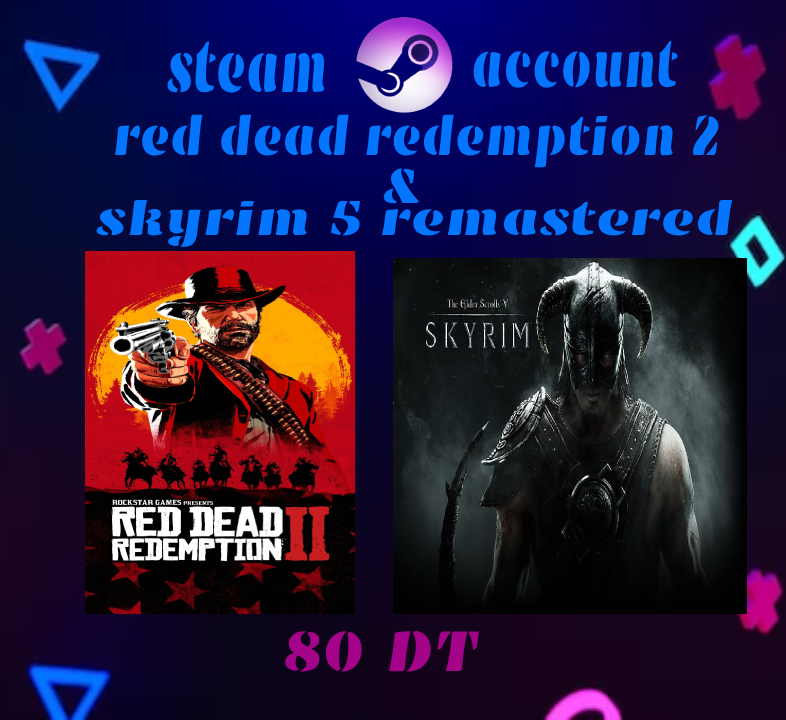 steam account
red dead redemption 2
&
skyrim 5 remastered
ROCKSTAR GAMES PRESENTS
RED DEAD
REDEMPTION II
The Elder Scrolls V
SKYRIM
80 DT